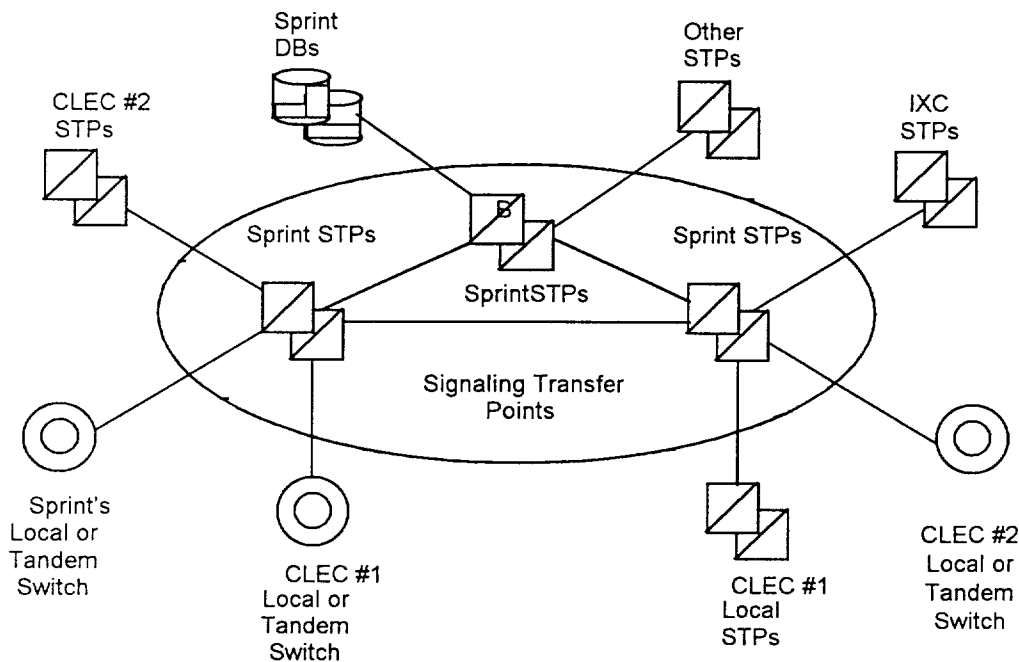 Sprint
DBs
Other
STPs
CLEC #2
STPs
IXC
STPs
B
Sprint STPs
Sprint STPs
SprintSTPs
Signaling Transfer
Points
Sprint's
Local or
Tandem
Switch
CLEC #1
Local or
Tandem
Switch
CLEC #1
Local
STPs
CLEC #2
Local or
Tandem
Switch